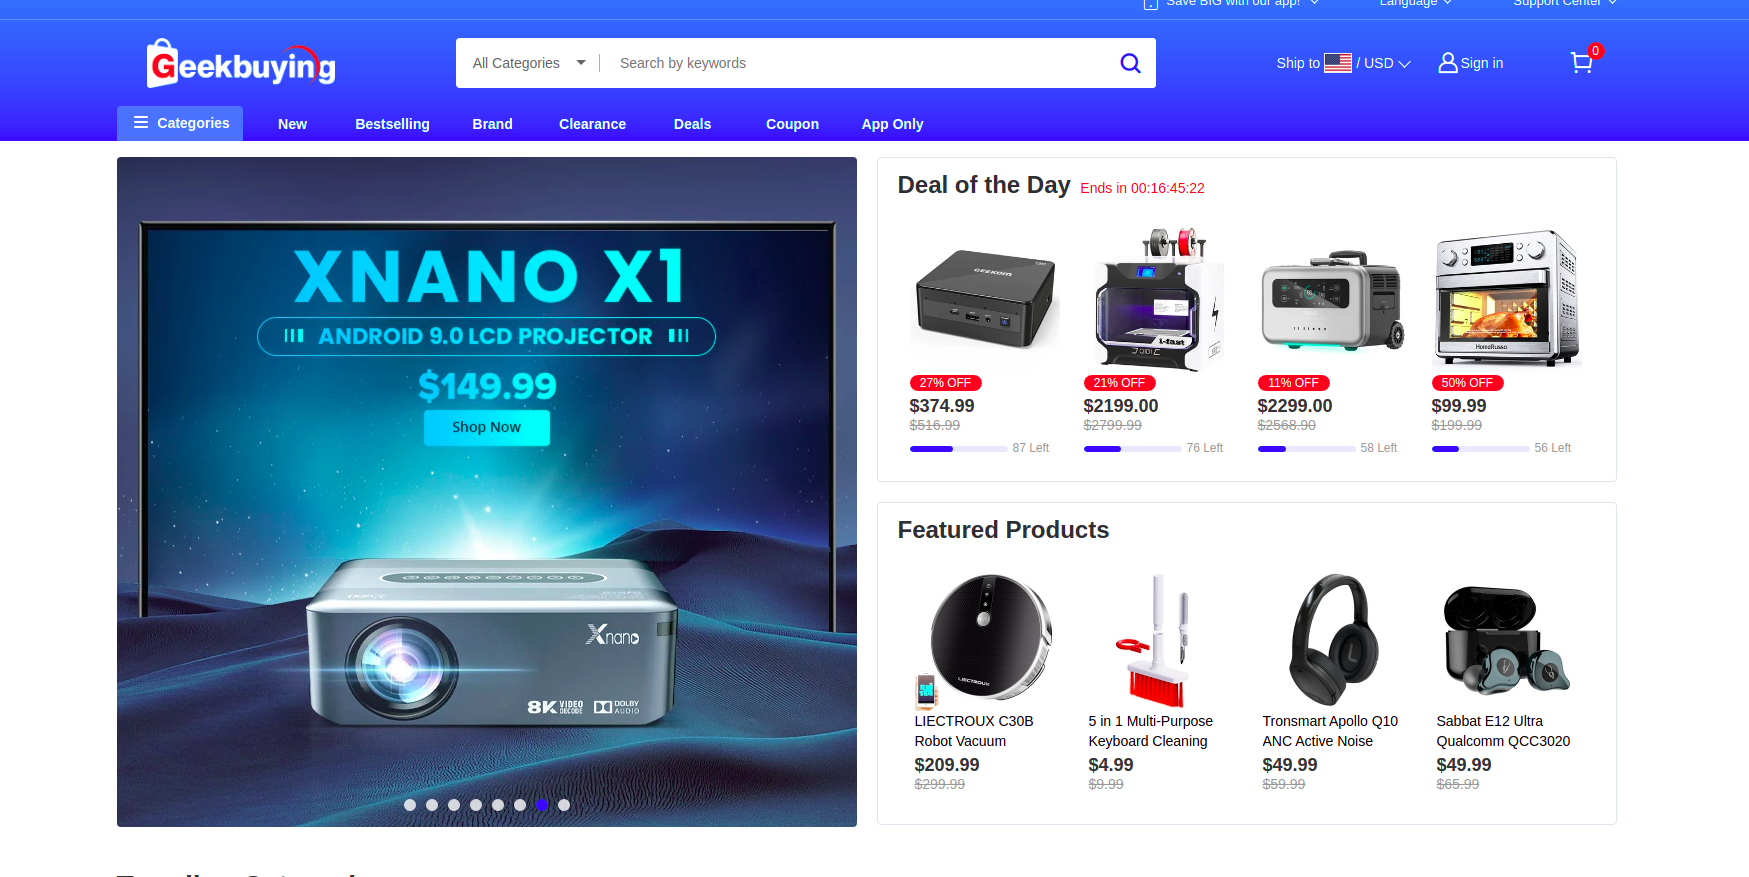 Save BIG with our app!
Language
Support Center
Geekbuying
All Categories
Search by keywords
Ship to / USD
Sign in
0
Categories
New
Bestselling
Brand
Clearance
Deals
Coupon
App Only
XNANO X1
ANDROID 9.0 LCD PROJECTOR
$149.99
Shop Now
Xnano
8K VIDEO DECODE
DOLBY AUDIO
Deal of the Day Ends in 00:16:45:22
GEEKOM
i-fast
HomeRusso
27% OFF
$374.99
$516.99
87 Left
21% OFF
$2199.00
$2799.99
76 Left
11% OFF
$2299.00
$2568.90
58 Left
50% OFF
$99.99
$199.99
56 Left
Featured Products
LIECTROUX
LIECTROUX C30B
Robot Vacuum
$209.99
$299.99
5 in 1 Multi-Purpose
Keyboard Cleaning
$4.99
$9.99
Tronsmart Apollo Q10
ANC Active Noise
$49.99
$59.99
Sabbat E12 Ultra
Qualcomm QCC3020
$49.99
$65.99